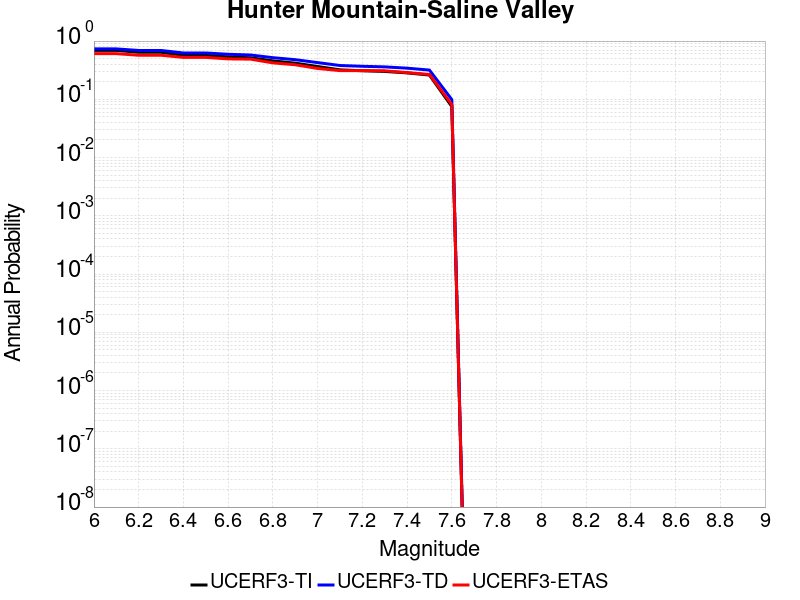 Hunter Mountain-Saline Valley
10^0
10^-1
10^-2
10^-3
10^-4
10^-5
10^-6
10^-7
10^-8
Annual Probability
6 6.2 6.4 6.6 6.8 7 7.2 7.4 7.6 7.8 8 8.2 8.4 8.6 8.8 9
Magnitude
UCERF3-TI UCERF3-TD UCERF3-ETAS